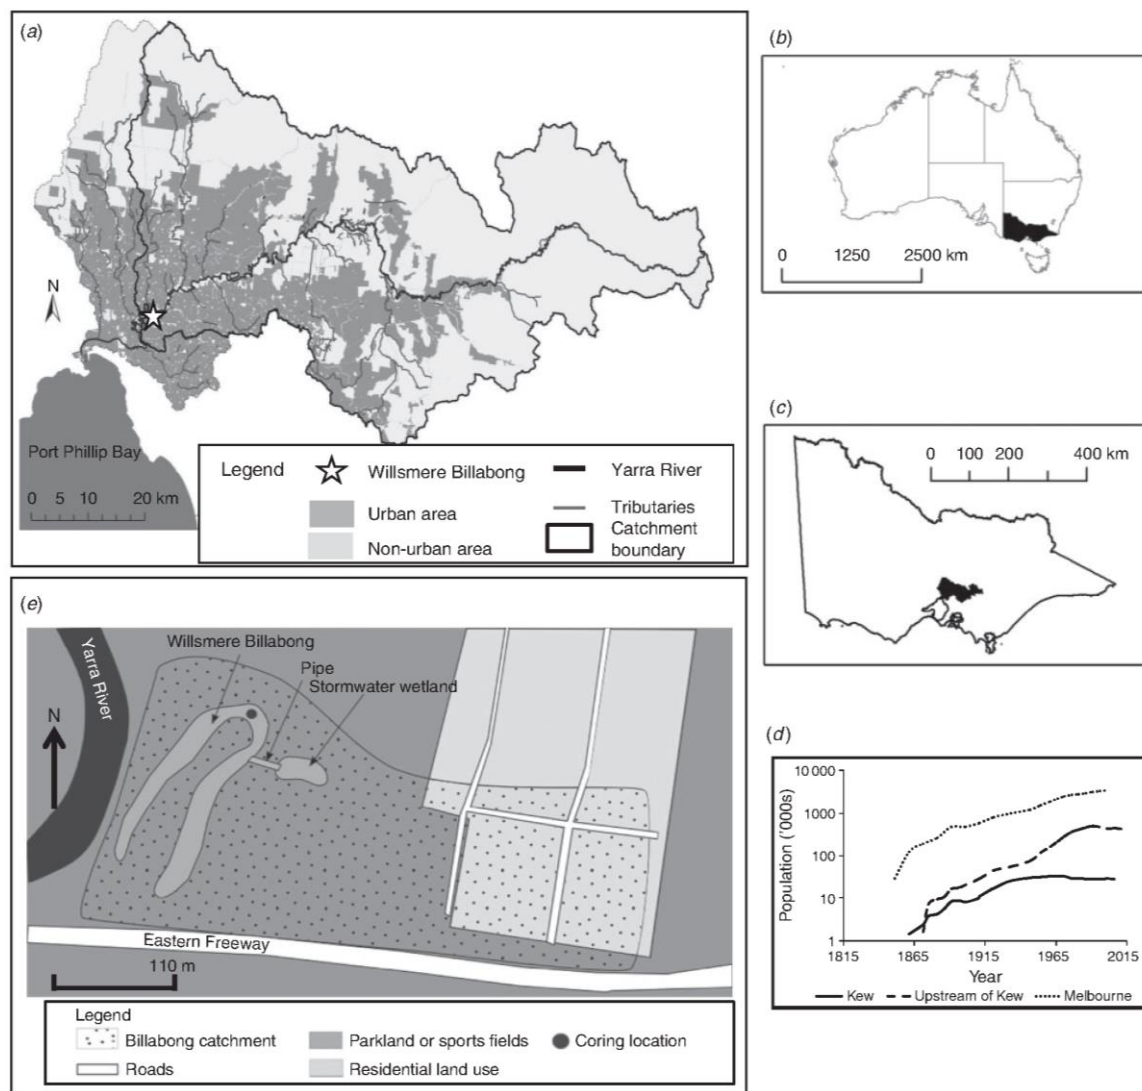 (a)
N
Port Phillip Bay
0 5 10 20 km
Legend
Willsmere Billabong
Yarra River
Urban area
Tributaries
Non-urban area
Catchment
boundary
(b)
0 1250 2500 km
(c)
0 100 200 400 km
(e)
Yarra River
Willsmere Billabong
Pipe
Stormwater wetland
N
Eastern Freeway
110 m
Legend
Billabong catchment
Parkland or sports fields
Coring location
Roads
Residential land use
(d)
Population ('000s)
10 000
1000
100
10
1
1815 1865 1915 1965 2015
Year
Kew Upstream of Kew Melbourne